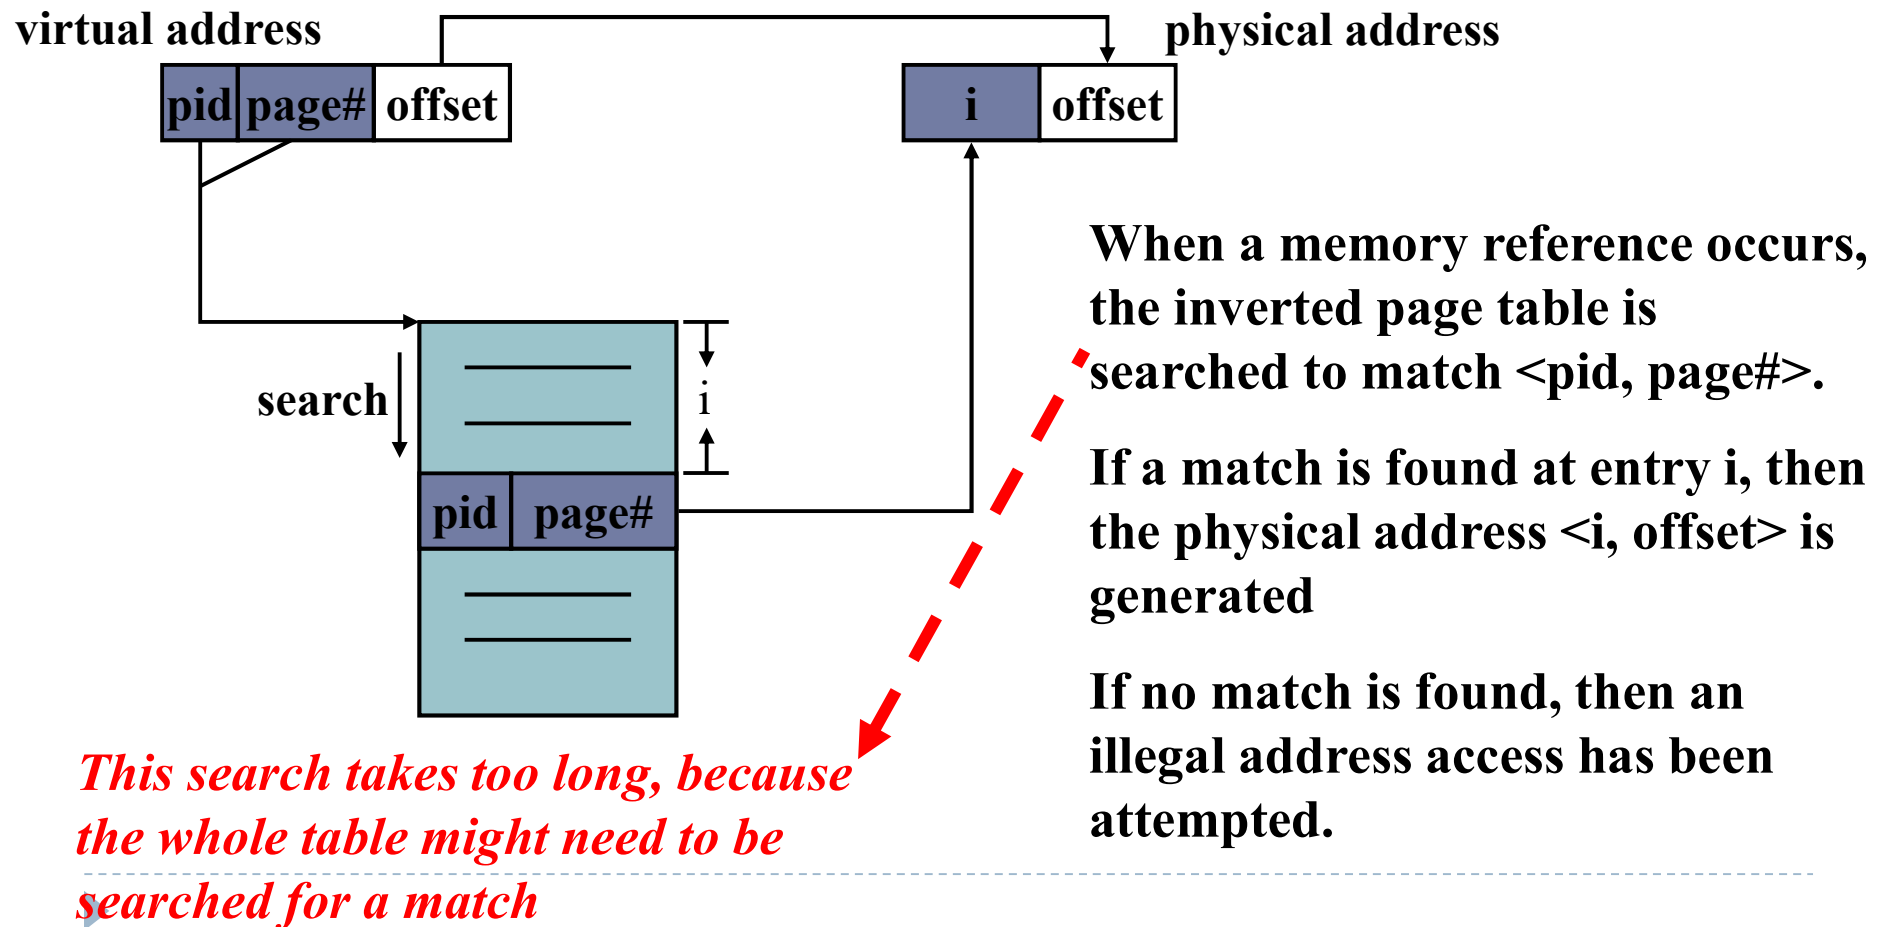 virtual address
physical address
pid page# offset
i offset
When a memory reference occurs,
the inverted page table is
searched to match <pid, page#>.
search
i
pid page#
If a match is found at entry i, then
the physical address <i, offset> is
generated
If no match is found, then an
illegal address access has been
attempted.
This search takes too long, because
the whole table might need to be
searched for a match